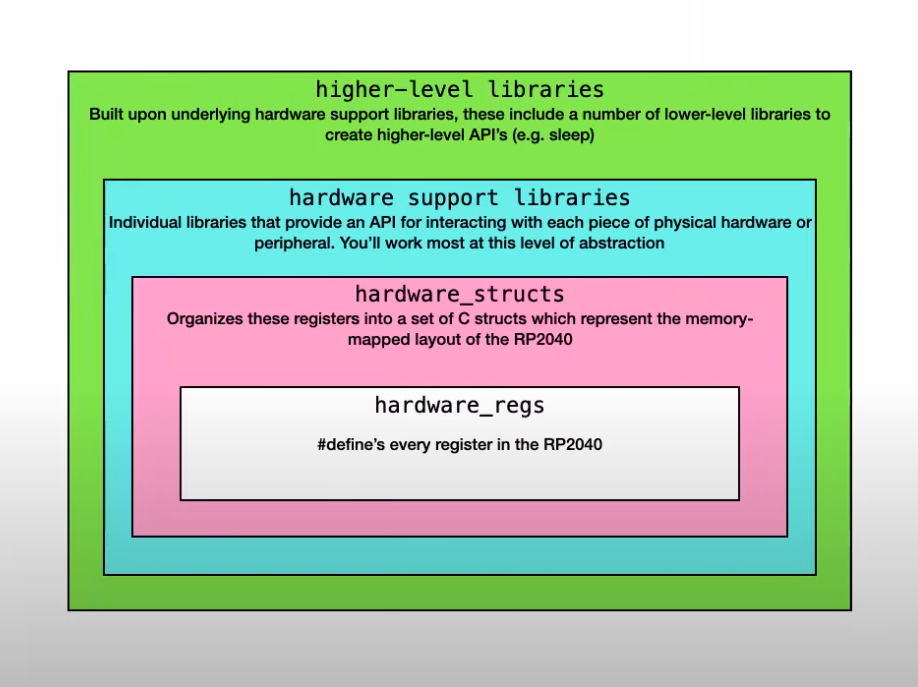 higher-level libraries
Built upon underlying hardware support libraries, these include a number of lower-level libraries to
create higher-level API's (e.g. sleep)
hardware support libraries
Individual libraries that provide an API for interacting with each piece of physical hardware or
peripheral. You'll work most at this level of abstraction
hardware_structs
Organizes these registers into a set of C structs which represent the memory-
mapped layout of the RP2040
hardware_regs
#define's every register in the RP2040